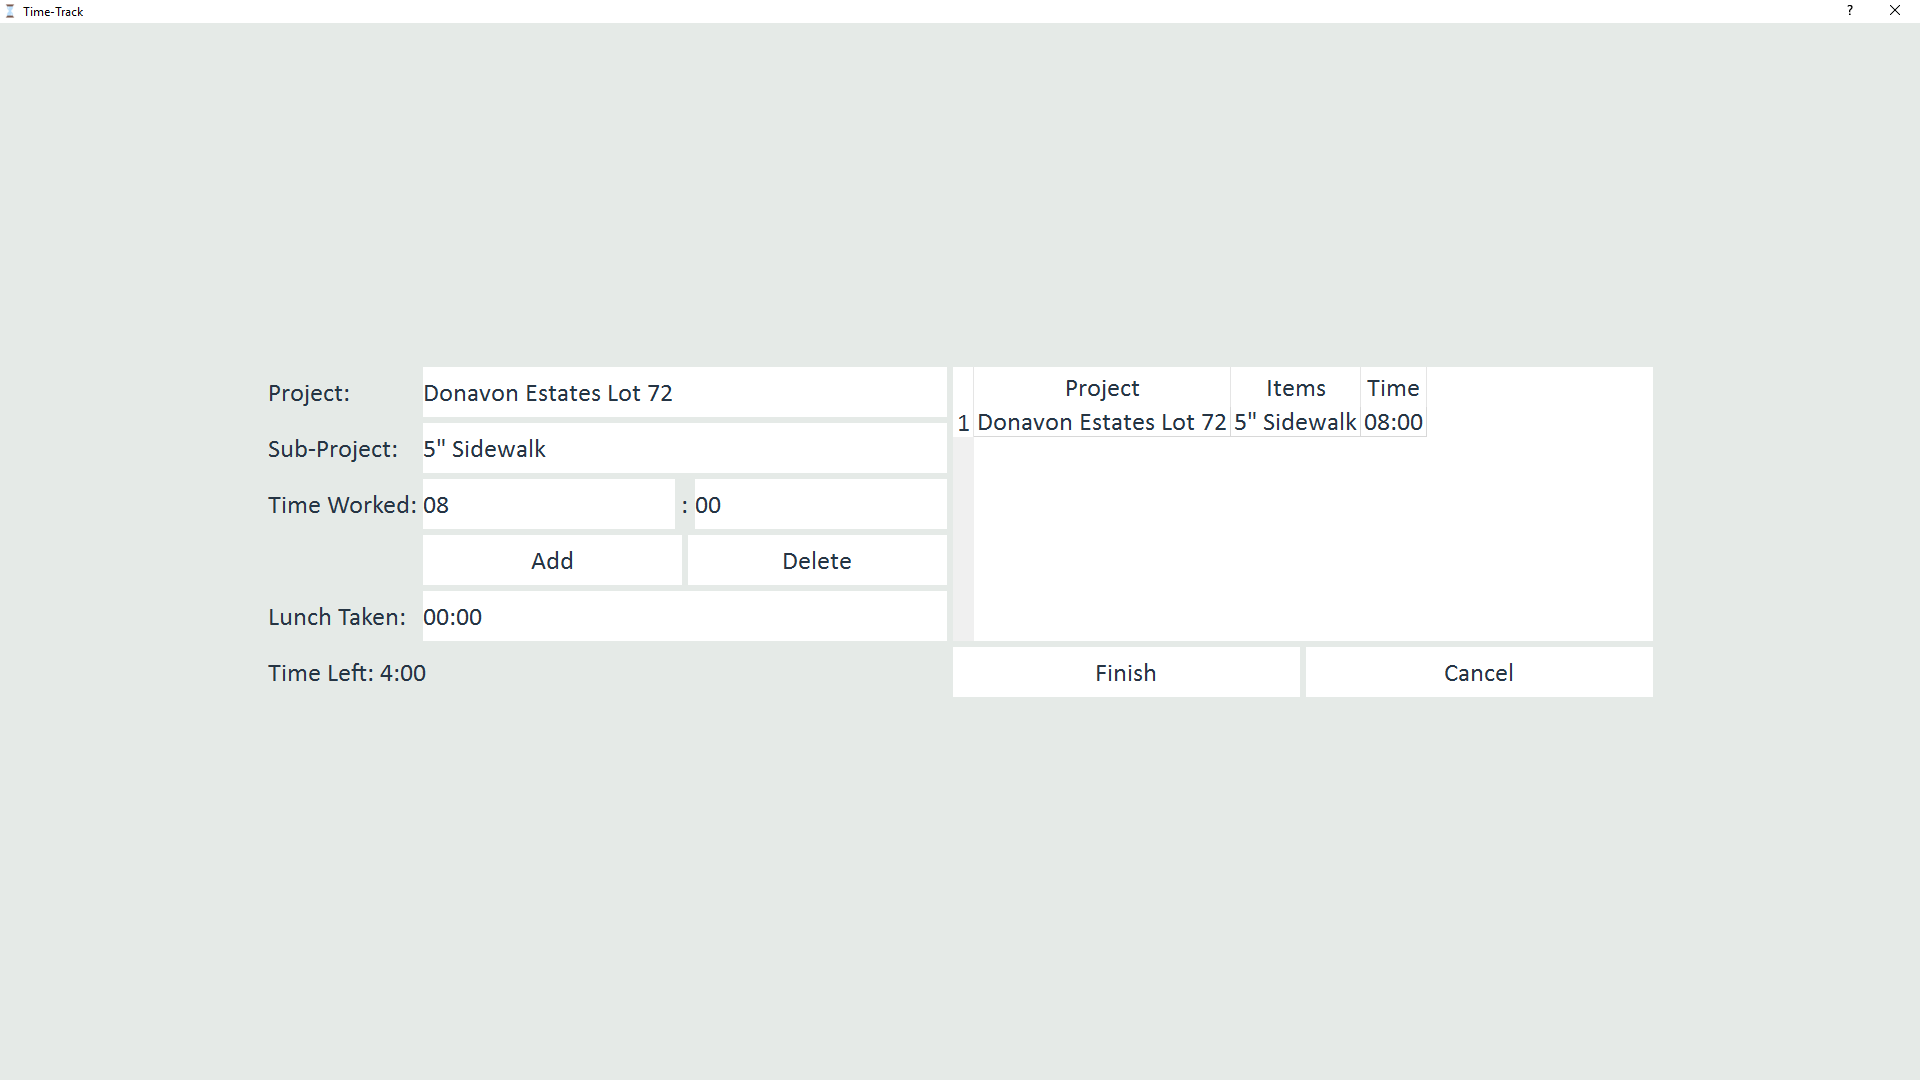 Time-Track
?
Project: Donavon Estates Lot 72
Sub-Project: 5" Sidewalk
Time Worked: 08 : 00
Add Delete
Lunch Taken: 00:00
Time Left: 4:00
Project Items Time
1 Donavon Estates Lot 72 5" Sidewalk 08:00
Finish Cancel